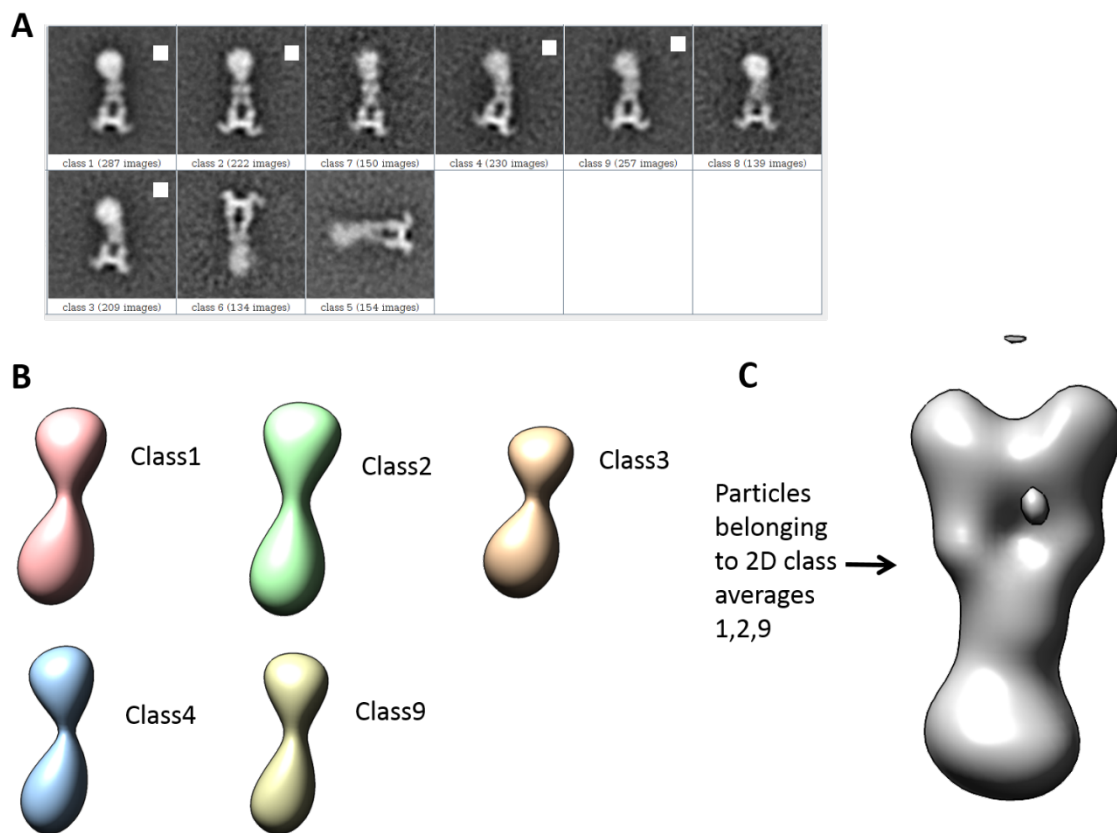 A
class 1 (287 images)
class 2 (222 images)
class 7 (150 images)
class 4 (230 images)
class 9 (257 images)
class 8 (139 images)
class 3 (209 images)
class 6 (134 images)
class 5 (154 images)
B
Class1
Class2
Class3
Class4
Class9
C
Particles
belonging
to 2D class
averages
1,2,9